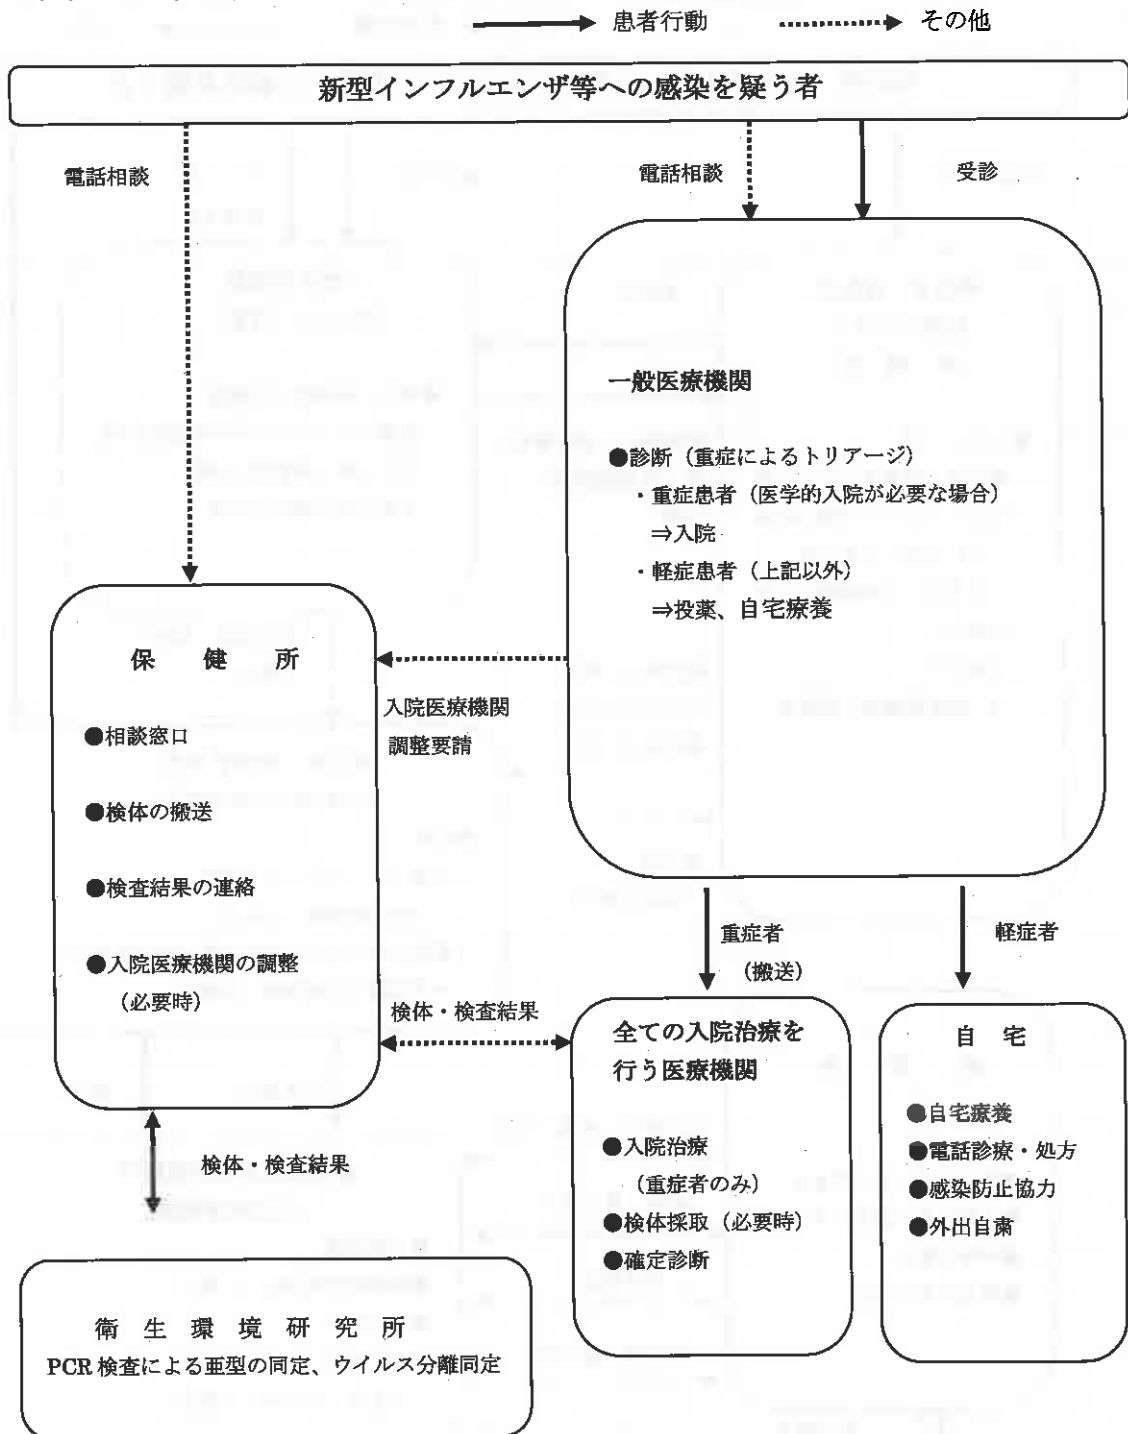 患者行動
その他
新型インフルエンザ等への感染を疑う者
電話相談
電話相談
受診
一般医療機関
●診断（重症によるトリアージ）
・重症患者（医学的入院が必要な場合）
⇒入院
・軽症患者（上記以外）
⇒投薬、自宅療養
保　健　所
●相談窓口
●検体の搬送
●検査結果の連絡
●入院医療機関の調整
（必要時）
入院医療機関
調整要請
重症者
（搬送）
軽症者
検体・検査結果
全ての入院治療を
行う医療機関
●入院治療
（重症者のみ）
●検体採取（必要時）
●確定診断
自　宅
●自宅療養
●電話診療・処方
●感染防止協力
●外出自粛
検体・検査結果
衛　生　環　境　研　究　所
PCR 検査による亜型の同定、ウイルス分離同定